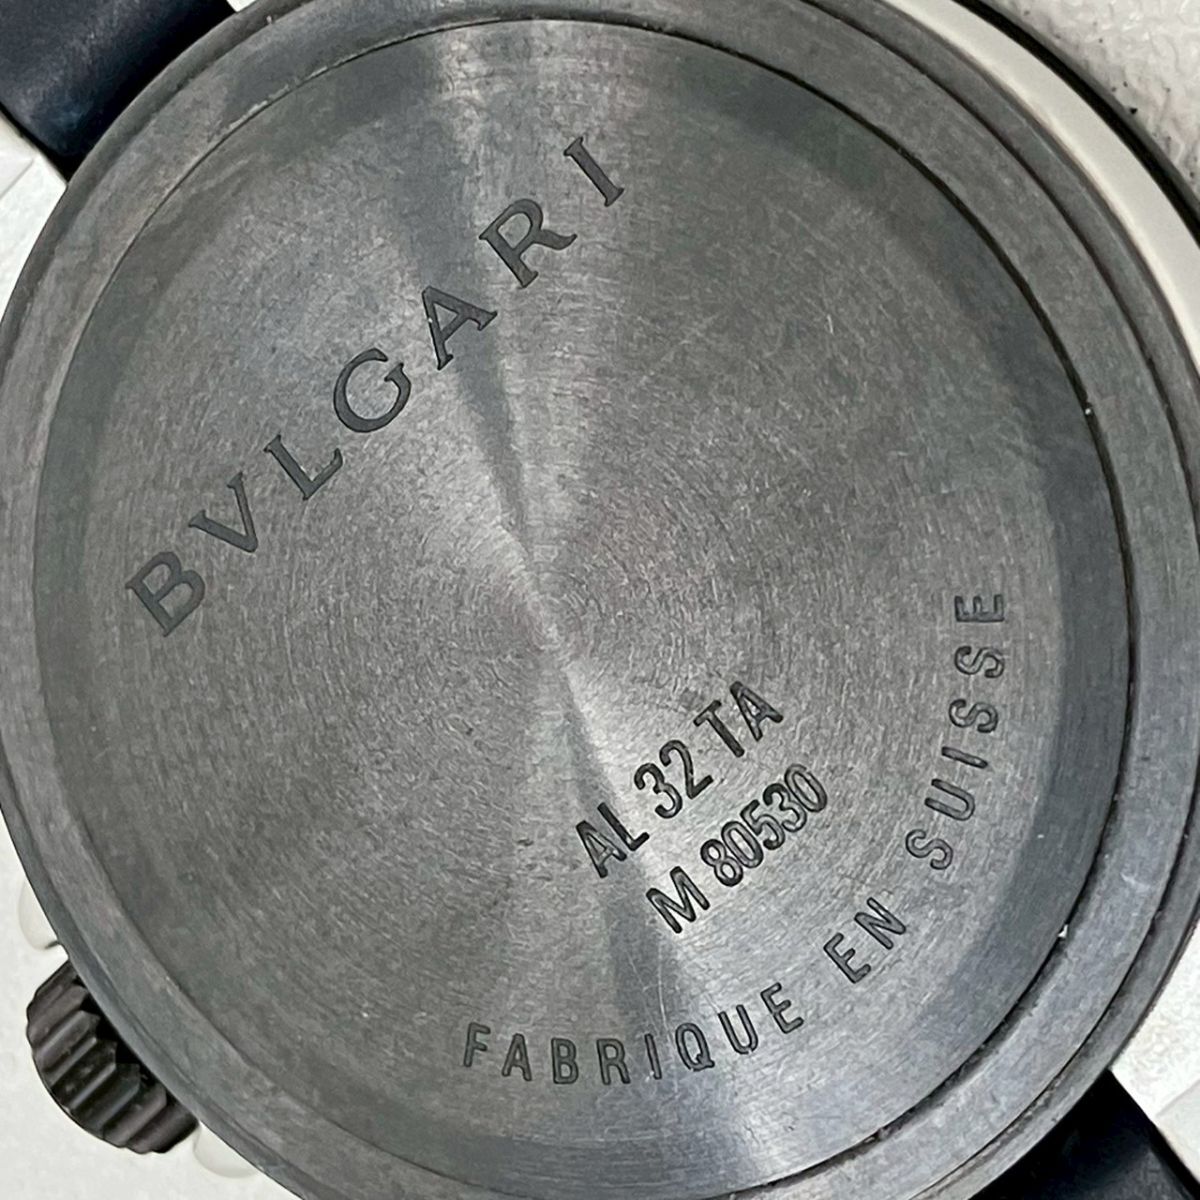 BVLGARI
AL 32 TA
M 80530
FABRIQUE EN SUISSE